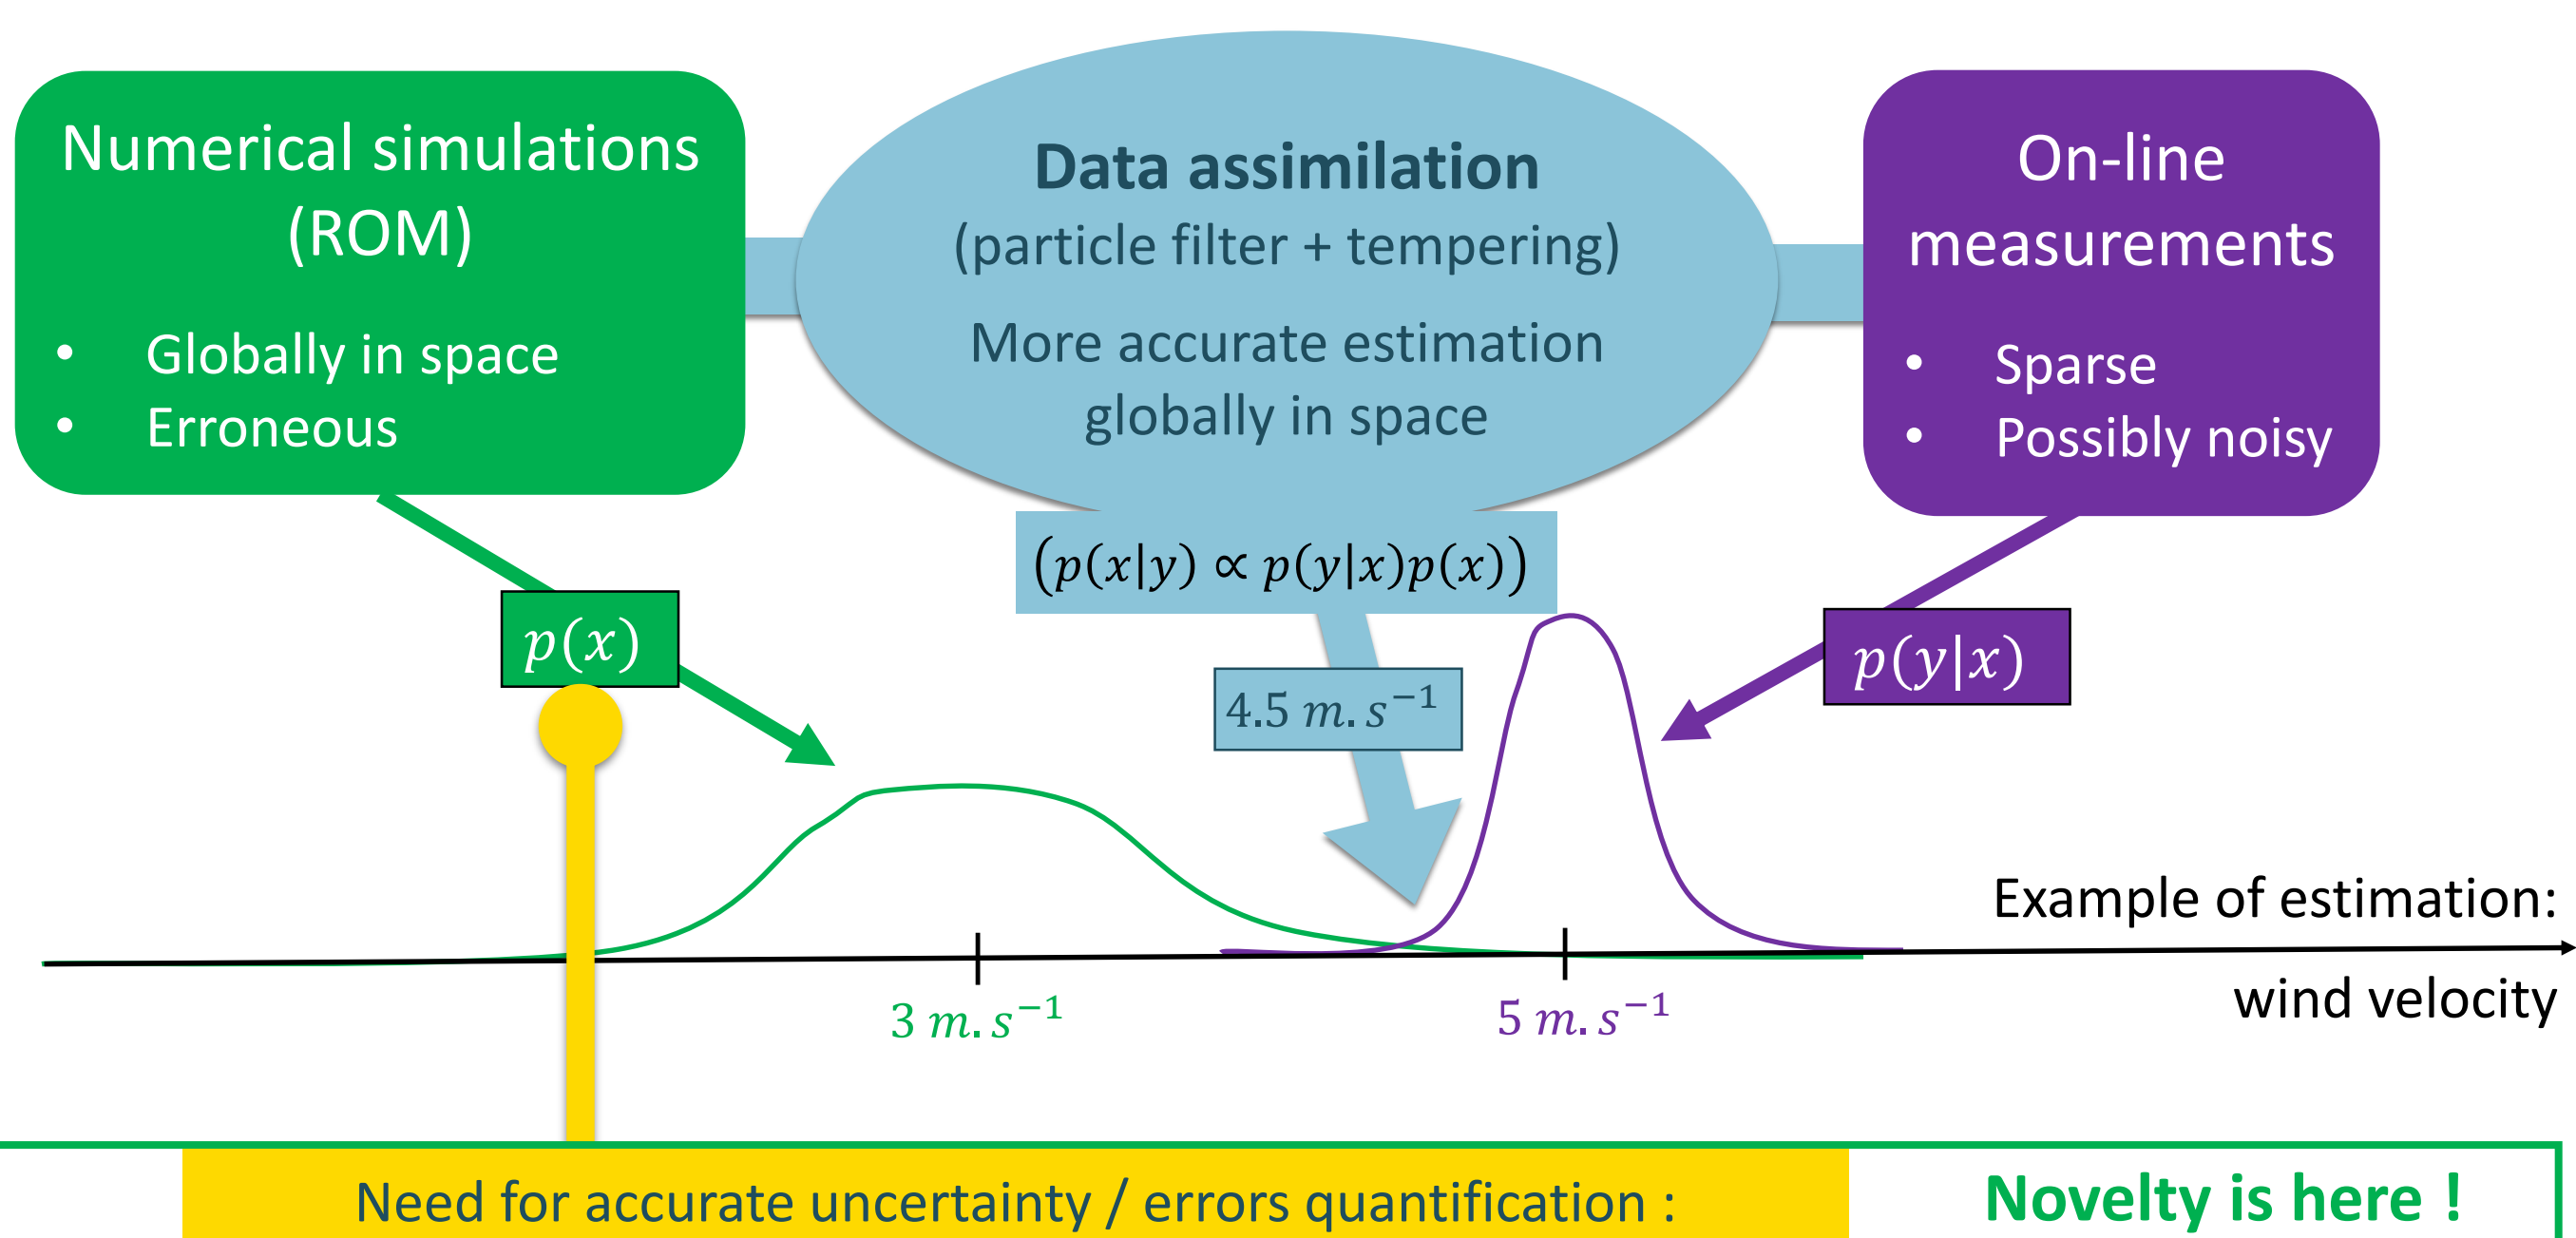 Numerical simulations
(ROM)
• Globally in space
• Erroneous
Data assimilation
(particle filter + tempering)
More accurate estimation
globally in space
On-line
measurements
• Sparse
• Possibly noisy
(p(x|y) ∝ p(y|x)p(x))
p(x)
p(y|x)
4.5 m.s⁻¹
Example of estimation:
wind velocity
3 m.s⁻¹
5 m.s⁻¹
Need for accurate uncertainty / errors quantification :
Novelty is here !